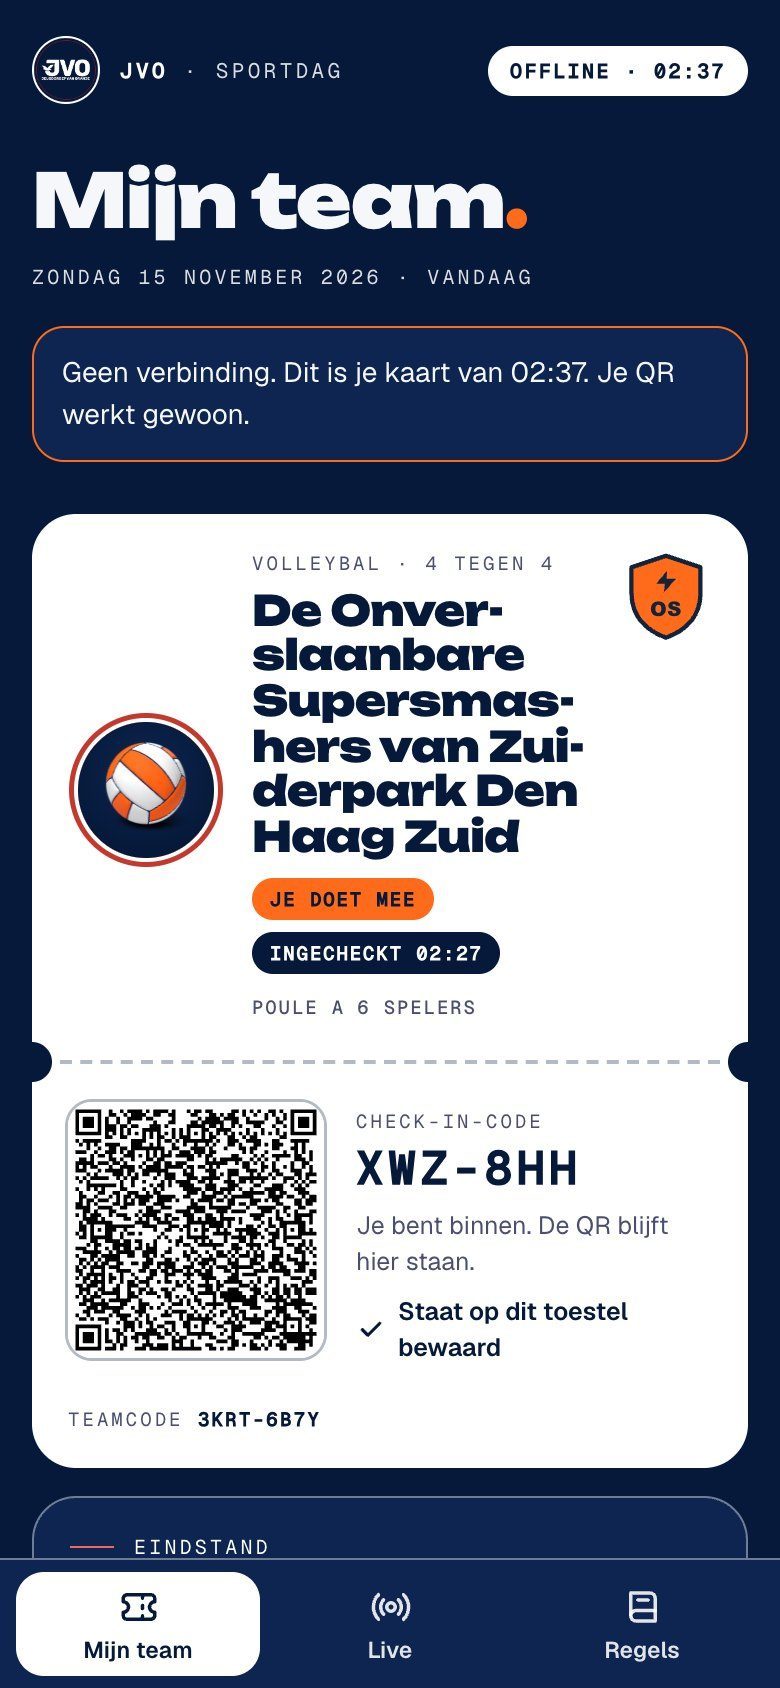 JVO
JVO · SPORTDAG
OFFLINE · 02:37
Mijn team.
ZONDAG 15 NOVEMBER 2026 · VANDAAG
Geen verbinding. Dit is je kaart van 02:37. Je QR
werkt gewoon.
VOLLEYBAL · 4 TEGEN 4
OS
De Onver-
slaanbare
Supersmas-
hers van Zui-
derpark Den
Haag Zuid
JE DOET MEE
INGECHECKT 02:27
POULE A 6 SPELERS
CHECK-IN-CODE
XWZ-8HH
Je bent binnen. De QR blijft
hier staan.
Staat op dit toestel
bewaard
TEAMCODE 3KRT-6B7Y
EINDSTAND
Mijn team
Live
Regels